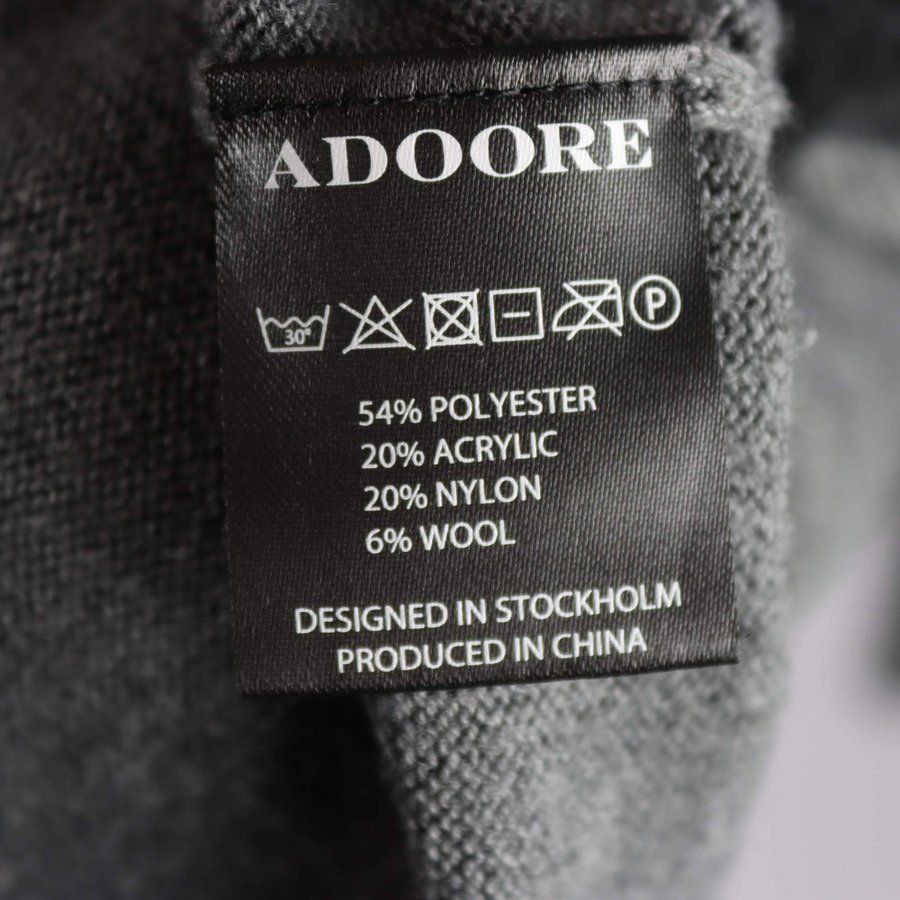 ADOORE
30°
P
54% POLYESTER
20% ACRYLIC
20% NYLON
6% WOOL
DESIGNED IN STOCKHOLM
PRODUCED IN CHINA